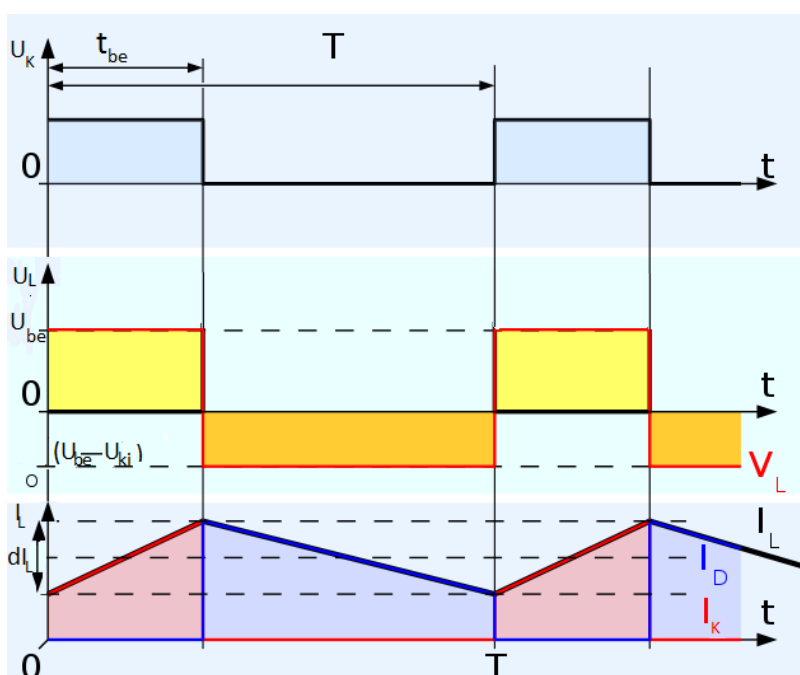 t_be
T
U_K
0
t
U_L
U_be
0
t
(U_be—U_ki)
O
V_L
I_L
I_L
dI_L
I_D
I_K
t
0
T